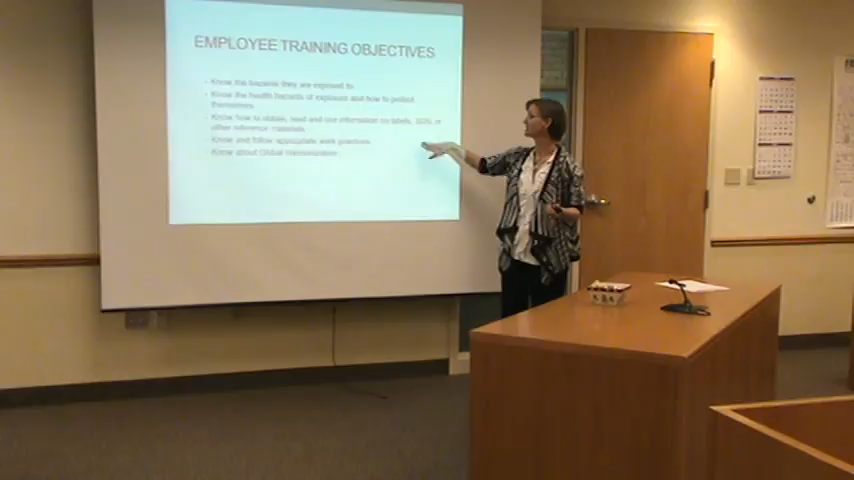 EMPLOYEE TRAINING OBJECTIVES
Know the hazards they are exposed to
Know the health hazards of exposure and how to protect
themselves
Know how to obtain, read and use information on labels, SDS, or
other reference materials
Know and follow appropriate work practices
Know about Global Harmonization